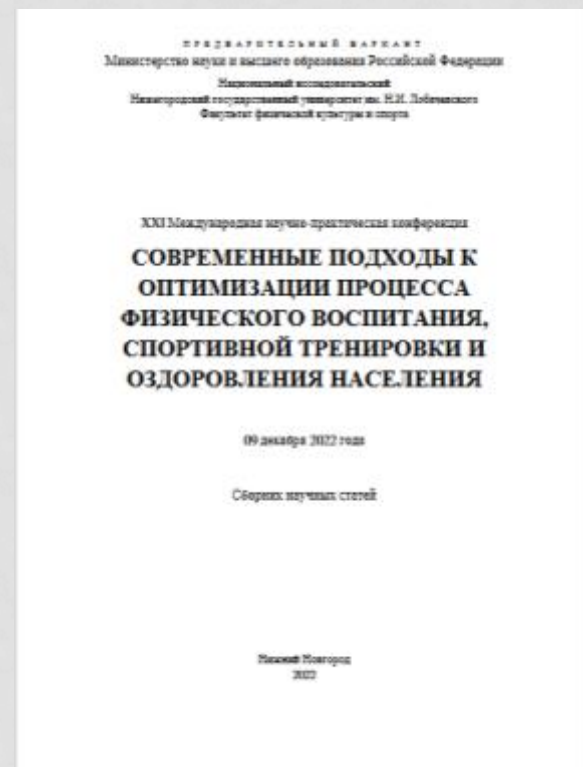 ПРЕДВАРИТЕЛЬНЫЙ ВАРИАНТ
Министерство науки и высшего образования Российской Федерации
Национальный исследовательский
Нижегородский государственный университет им. Н.И. Лобачевского
Факультет физической культуры и спорта
XXI Международная научно-практическая конференция
СОВРЕМЕННЫЕ ПОДХОДЫ К
ОПТИМИЗАЦИИ ПРОЦЕССА
ФИЗИЧЕСКОГО ВОСПИТАНИЯ,
СПОРТИВНОЙ ТРЕНИРОВКИ И
ОЗДОРОВЛЕНИЯ НАСЕЛЕНИЯ
09 декабря 2022 года
Сборник научных статей
Нижний Новгород
2022